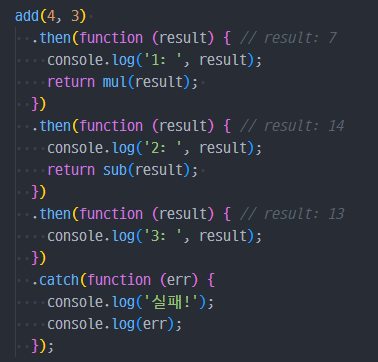 add(4, 3)
  .then(function (result) { // result: 7
    console.log('1: ', result);
    return mul(result);
  })
  .then(function (result) { // result: 14
    console.log('2: ', result);
    return sub(result);
  })
  .then(function (result) { // result: 13
    console.log('3: ', result);
  })
  .catch(function (err) {
    console.log('실패!');
    console.log(err);
  });